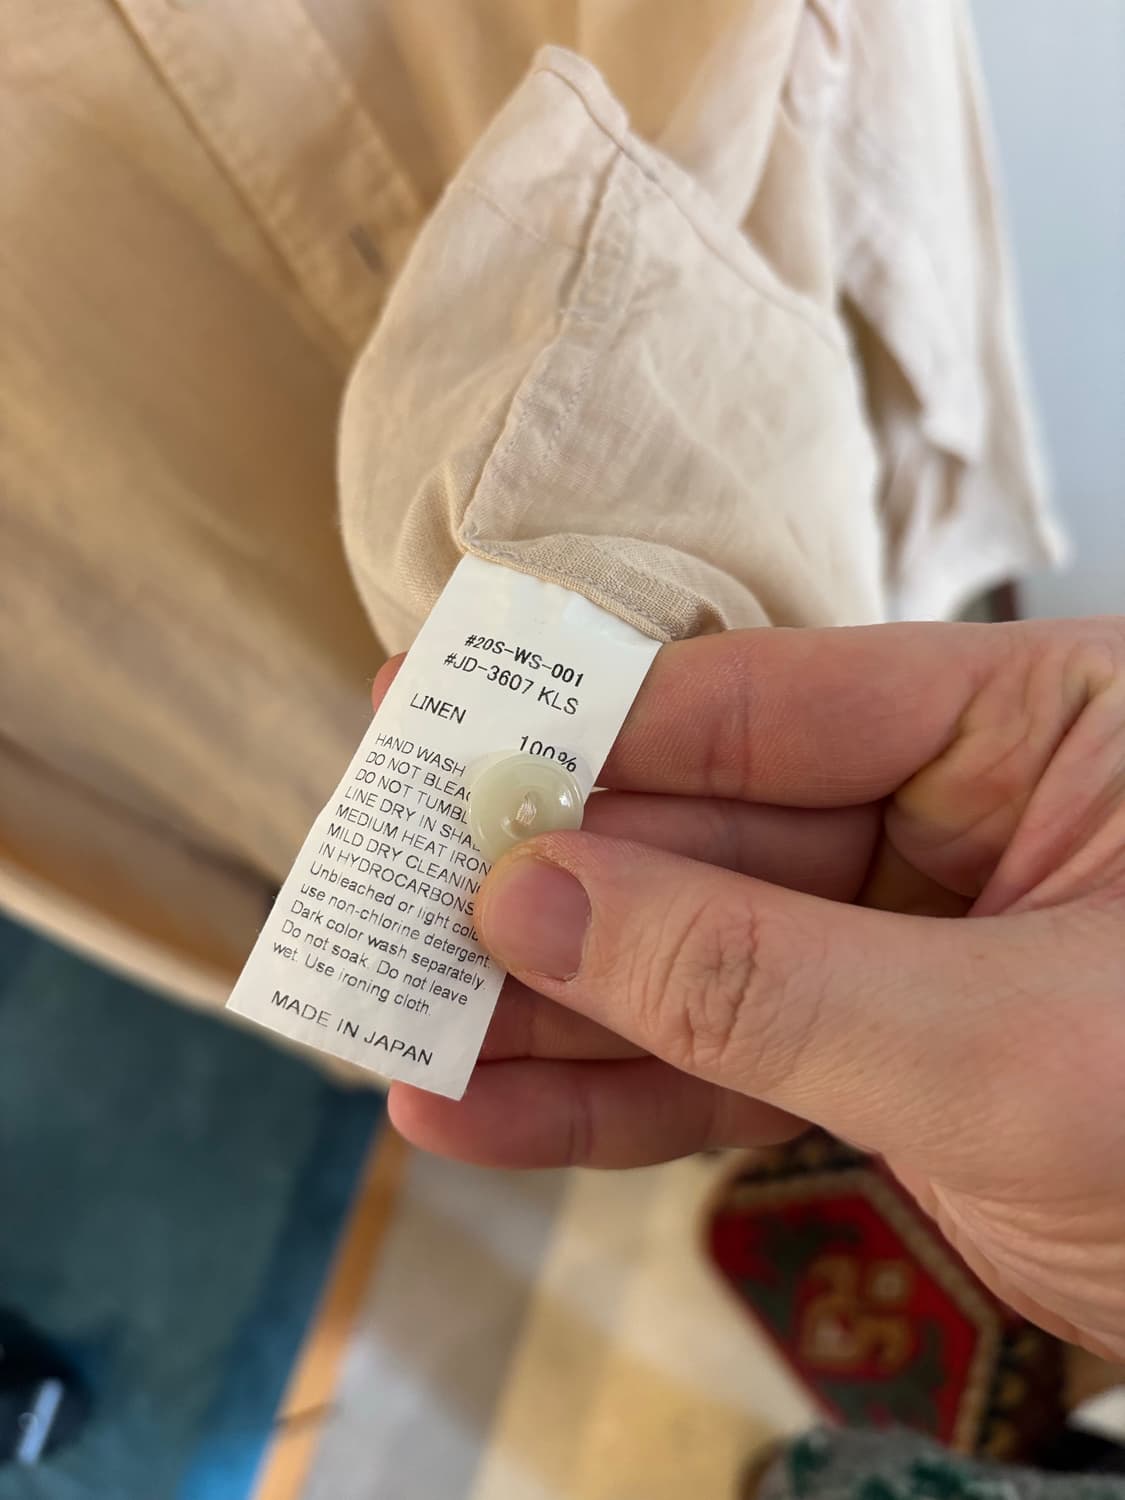 #20S-WS-001
#JD-3607 KLS
LINEN
100%
HAND WASH
DO NOT
DO NOT
LINE DRY IN
MEDIUM HEAT IRON
MILD DRY
IN HYDROCARBONS
Unbleached or light
use non-chlorine detergent.
Dark color wash separately.
Do not soak. Do not leave
wet. Use ironing cloth.
MADE IN JAPAN